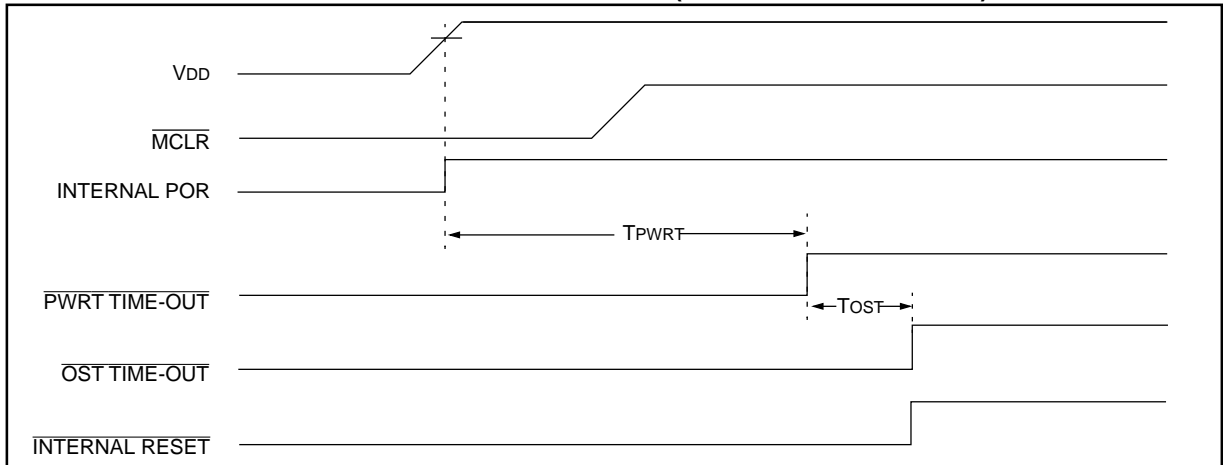 VDD
MCLR
INTERNAL POR
TPWRT
PWRT TIME-OUT
TOST
OST TIME-OUT
INTERNAL RESET